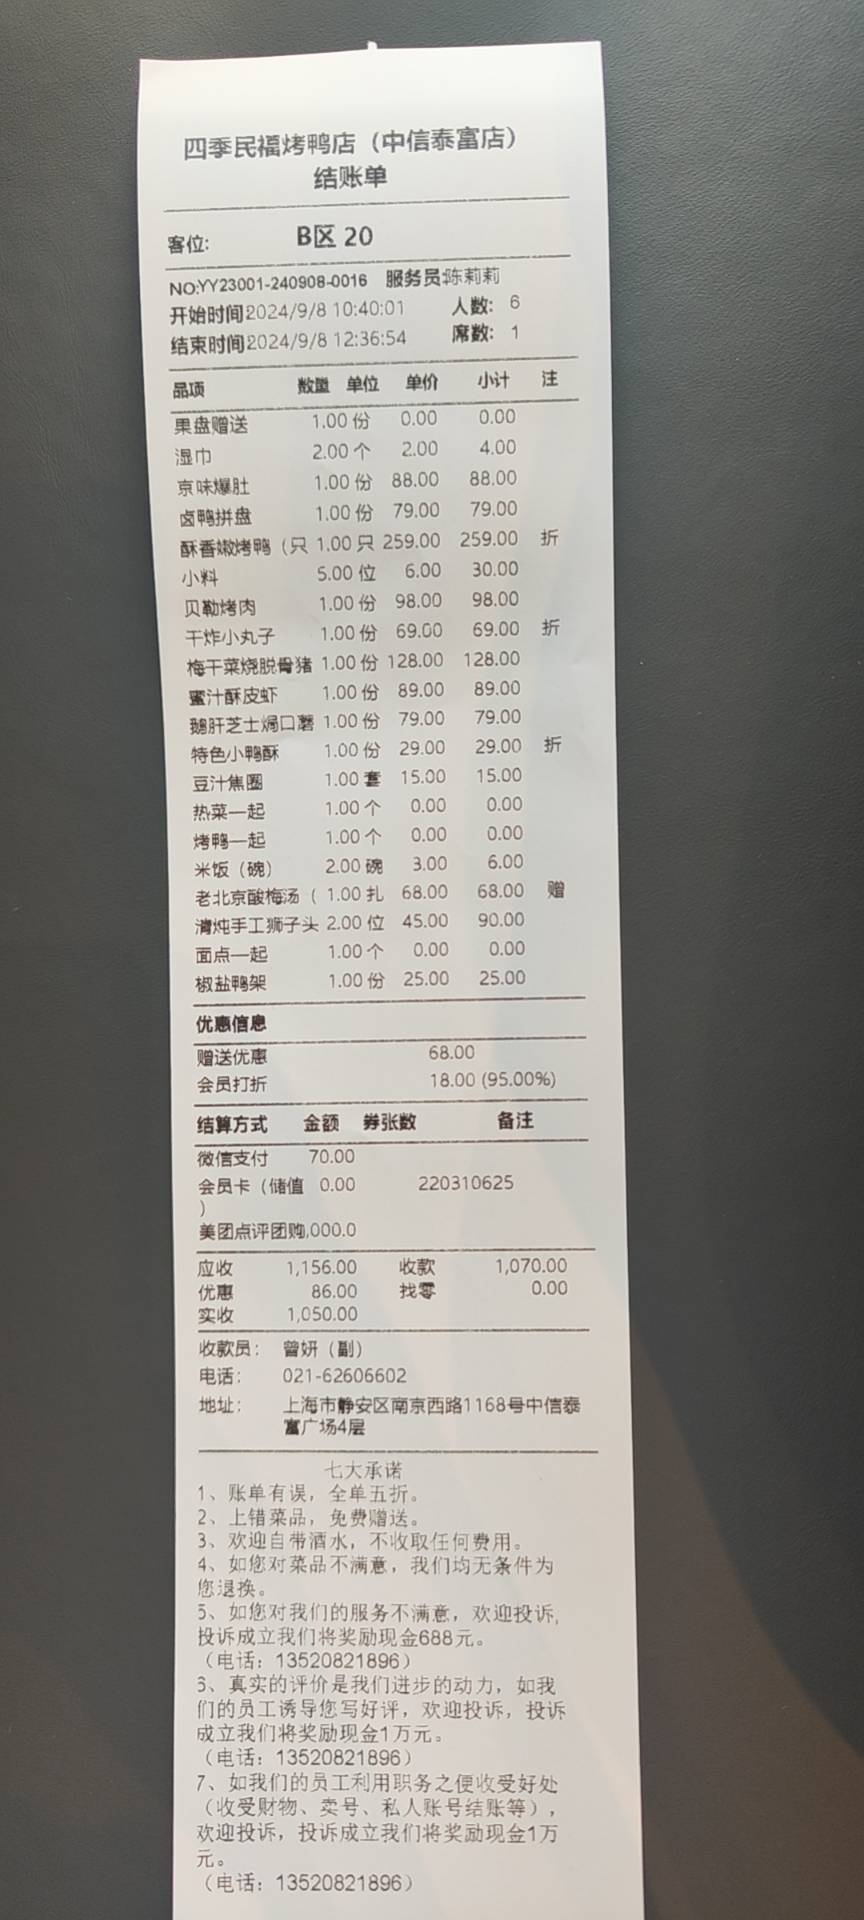 四季民福烤鸭店（中信泰富店）
结账单
客位: B区 20
NO:YY23001-240908-0016 服务员:陈莉莉
开始时间2024/9/8 10:40:01 人数: 6
结束时间2024/9/8 12:36:54 席数: 1
品项 数量 单位 单价 小计 注
果盘赠送 1.00 份 0.00 0.00
湿巾 2.00 个 2.00 4.00
京味爆肚 1.00 份 88.00 88.00
卤鸭拼盘 1.00 份 79.00 79.00
酥香嫩烤鸭（只 1.00 只 259.00 259.00 折
小料 5.00 位 6.00 30.00
贝勒烤肉 1.00 份 98.00 98.00
干炸小丸子 1.00 份 69.00 69.00 折
梅干菜烧脱骨猪 1.00 份 128.00 128.00
蜜汁酥皮虾 1.00 份 89.00 89.00
鹅肝芝士焗口蘑 1.00 份 79.00 79.00
特色小鸭酥 1.00 份 29.00 29.00 折
豆汁焦圈 1.00 套 15.00 15.00
热菜一起 1.00 个 0.00 0.00
烤鸭一起 1.00 个 0.00 0.00
米饭（碗） 2.00 碗 3.00 6.00
老北京酸梅汤（ 1.00 扎 68.00 68.00 赠
清炖手工狮子头 2.00 位 45.00 90.00
面点一起 1.00 个 0.00 0.00
椒盐鸭架 1.00 份 25.00 25.00
优惠信息
赠送优惠 68.00
会员打折 18.00 (95.00%)
结算方式 金额 券张数 备注
微信支付 70.00
会员卡（储值 0.00 220310625
）
美团点评团购,000.0
应收 1,156.00 收款 1,070.00
优惠 86.00 找零 0.00
实收 1,050.00
收款员: 曾妍（副）
电话: 021-62606602
地址: 上海市静安区南京西路1168号中信泰
富广场4层
七大承诺
1、账单有误，全单五折。
2、上错菜品，免费赠送。
3、欢迎自带酒水，不收取任何费用。
4、如您对菜品不满意，我们均无条件为
您退换。
5、如您对我们的服务不满意，欢迎投诉，
投诉成立我们将奖励现金688元。
（电话：13520821896）
6、真实的评价是我们进步的动力，如我
们的员工诱导您写好评，欢迎投诉，投诉
成立我们将奖励现金1万元。
（电话：13520821896）
7、如我们的员工利用职务之便收受好处
（收受财物、卖号、私人账号结账等），
欢迎投诉，投诉成立我们将奖励现金1万
元。
（电话：13520821896）